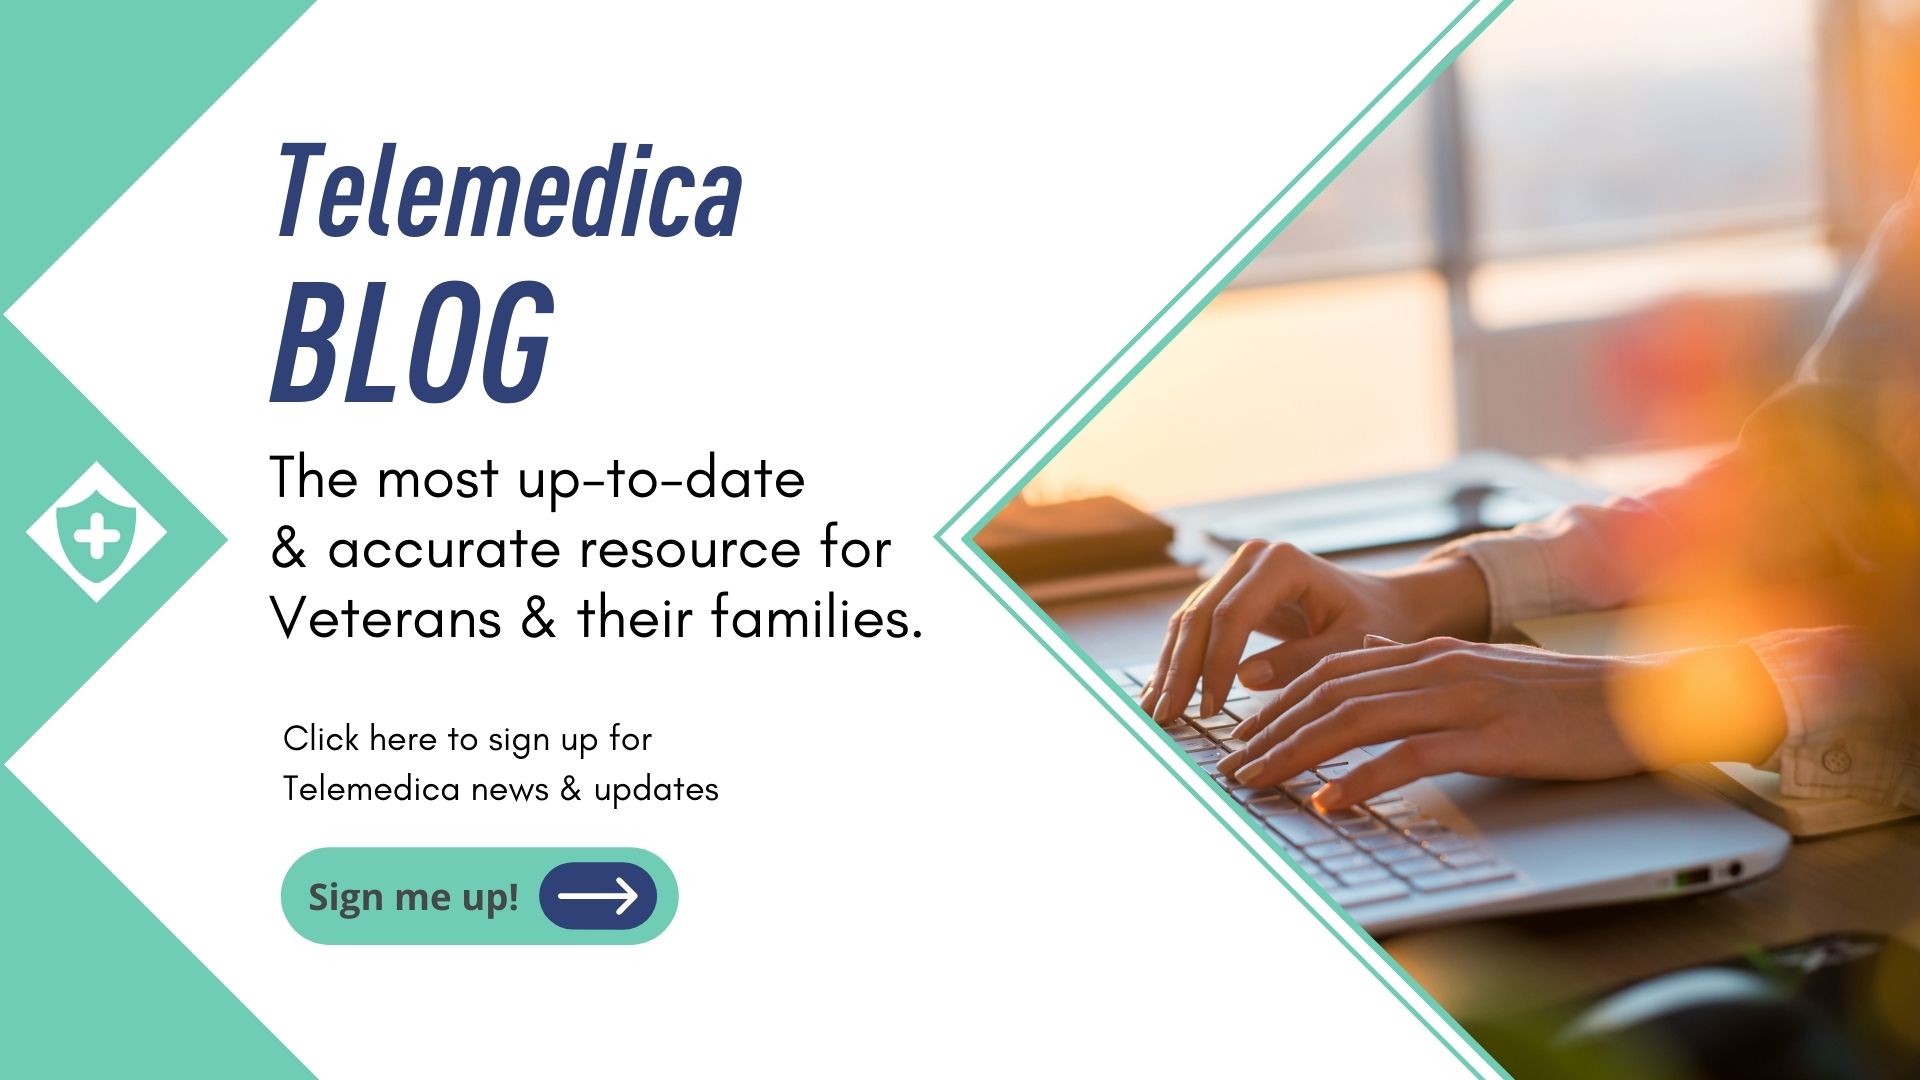 Telemedica
BLOG
The most up-to-date
& accurate resource for
Veterans & their families.
Click here to sign up for
Telemedica news & updates
Sign me up!